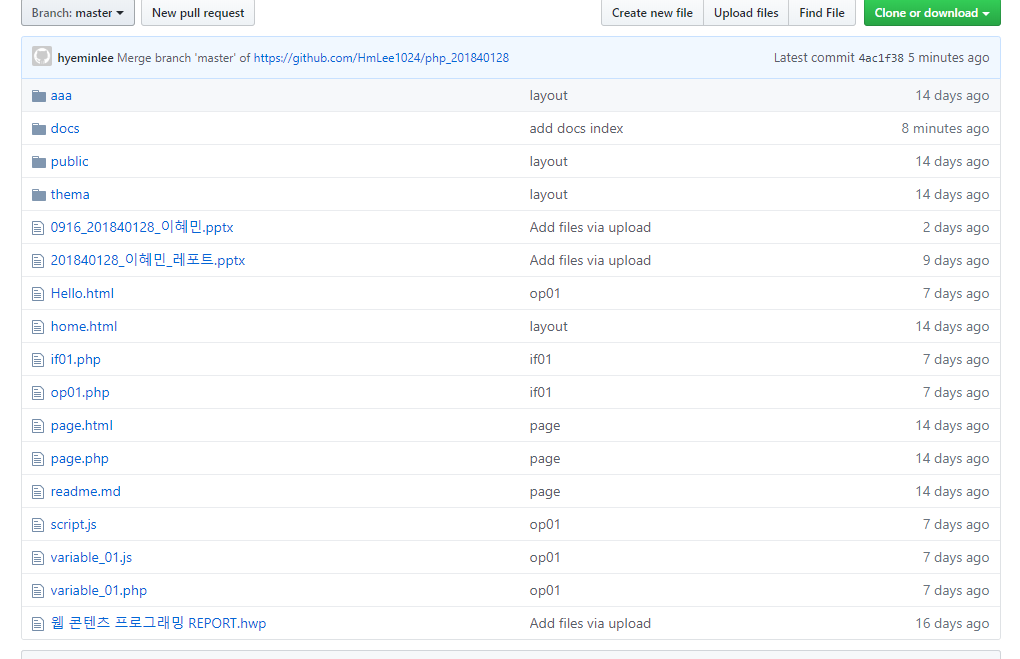 Branch: master New pull request Create new file Upload files Find File Clone or download
hyeminlee Merge branch 'master' of https://github.com/HmLee1024/php_201840128 Latest commit 4ac1f38 5 minutes ago
aaa layout 14 days ago
docs add docs index 8 minutes ago
public layout 14 days ago
thema layout 14 days ago
0916_201840128_이혜민.pptx Add files via upload 2 days ago
201840128_이혜민_레포트.pptx Add files via upload 9 days ago
Hello.html op01 7 days ago
home.html layout 14 days ago
if01.php if01 7 days ago
op01.php if01 7 days ago
page.html page 14 days ago
page.php page 14 days ago
readme.md page 14 days ago
script.js op01 7 days ago
variable_01.js op01 7 days ago
variable_01.php op01 7 days ago
웹 콘텐츠 프로그래밍 REPORT.hwp Add files via upload 16 days ago